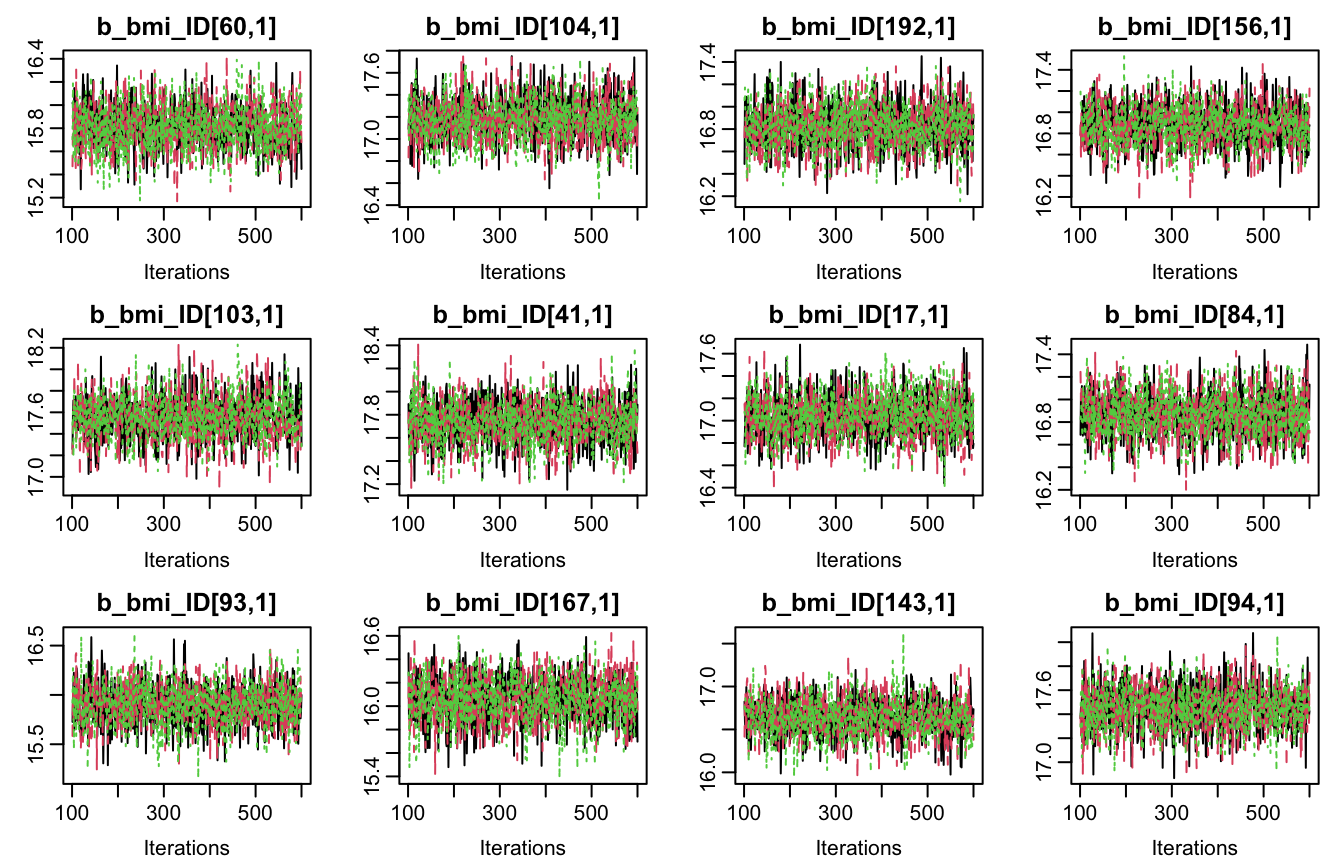 b_bmi_ID[60,1] b_bmi_ID[104,1] b_bmi_ID[192,1] b_bmi_ID[156,1]
15.2 15.8 16.4 16.4 17.0 17.6 16.2 16.8 17.4 16.2 16.8 17.4
100 300 500 100 300 500 100 300 500 100 300 500
Iterations Iterations Iterations Iterations
b_bmi_ID[103,1] b_bmi_ID[41,1] b_bmi_ID[17,1] b_bmi_ID[84,1]
17.0 17.6 18.2 17.2 17.8 18.4 16.4 17.0 17.6 16.2 16.8 17.4
100 300 500 100 300 500 100 300 500 100 300 500
Iterations Iterations Iterations Iterations
b_bmi_ID[93,1] b_bmi_ID[167,1] b_bmi_ID[143,1] b_bmi_ID[94,1]
15.5 16.5 15.4 16.0 16.6 16.0 17.0 17.0 17.6
100 300 500 100 300 500 100 300 500 100 300 500
Iterations Iterations Iterations Iterations